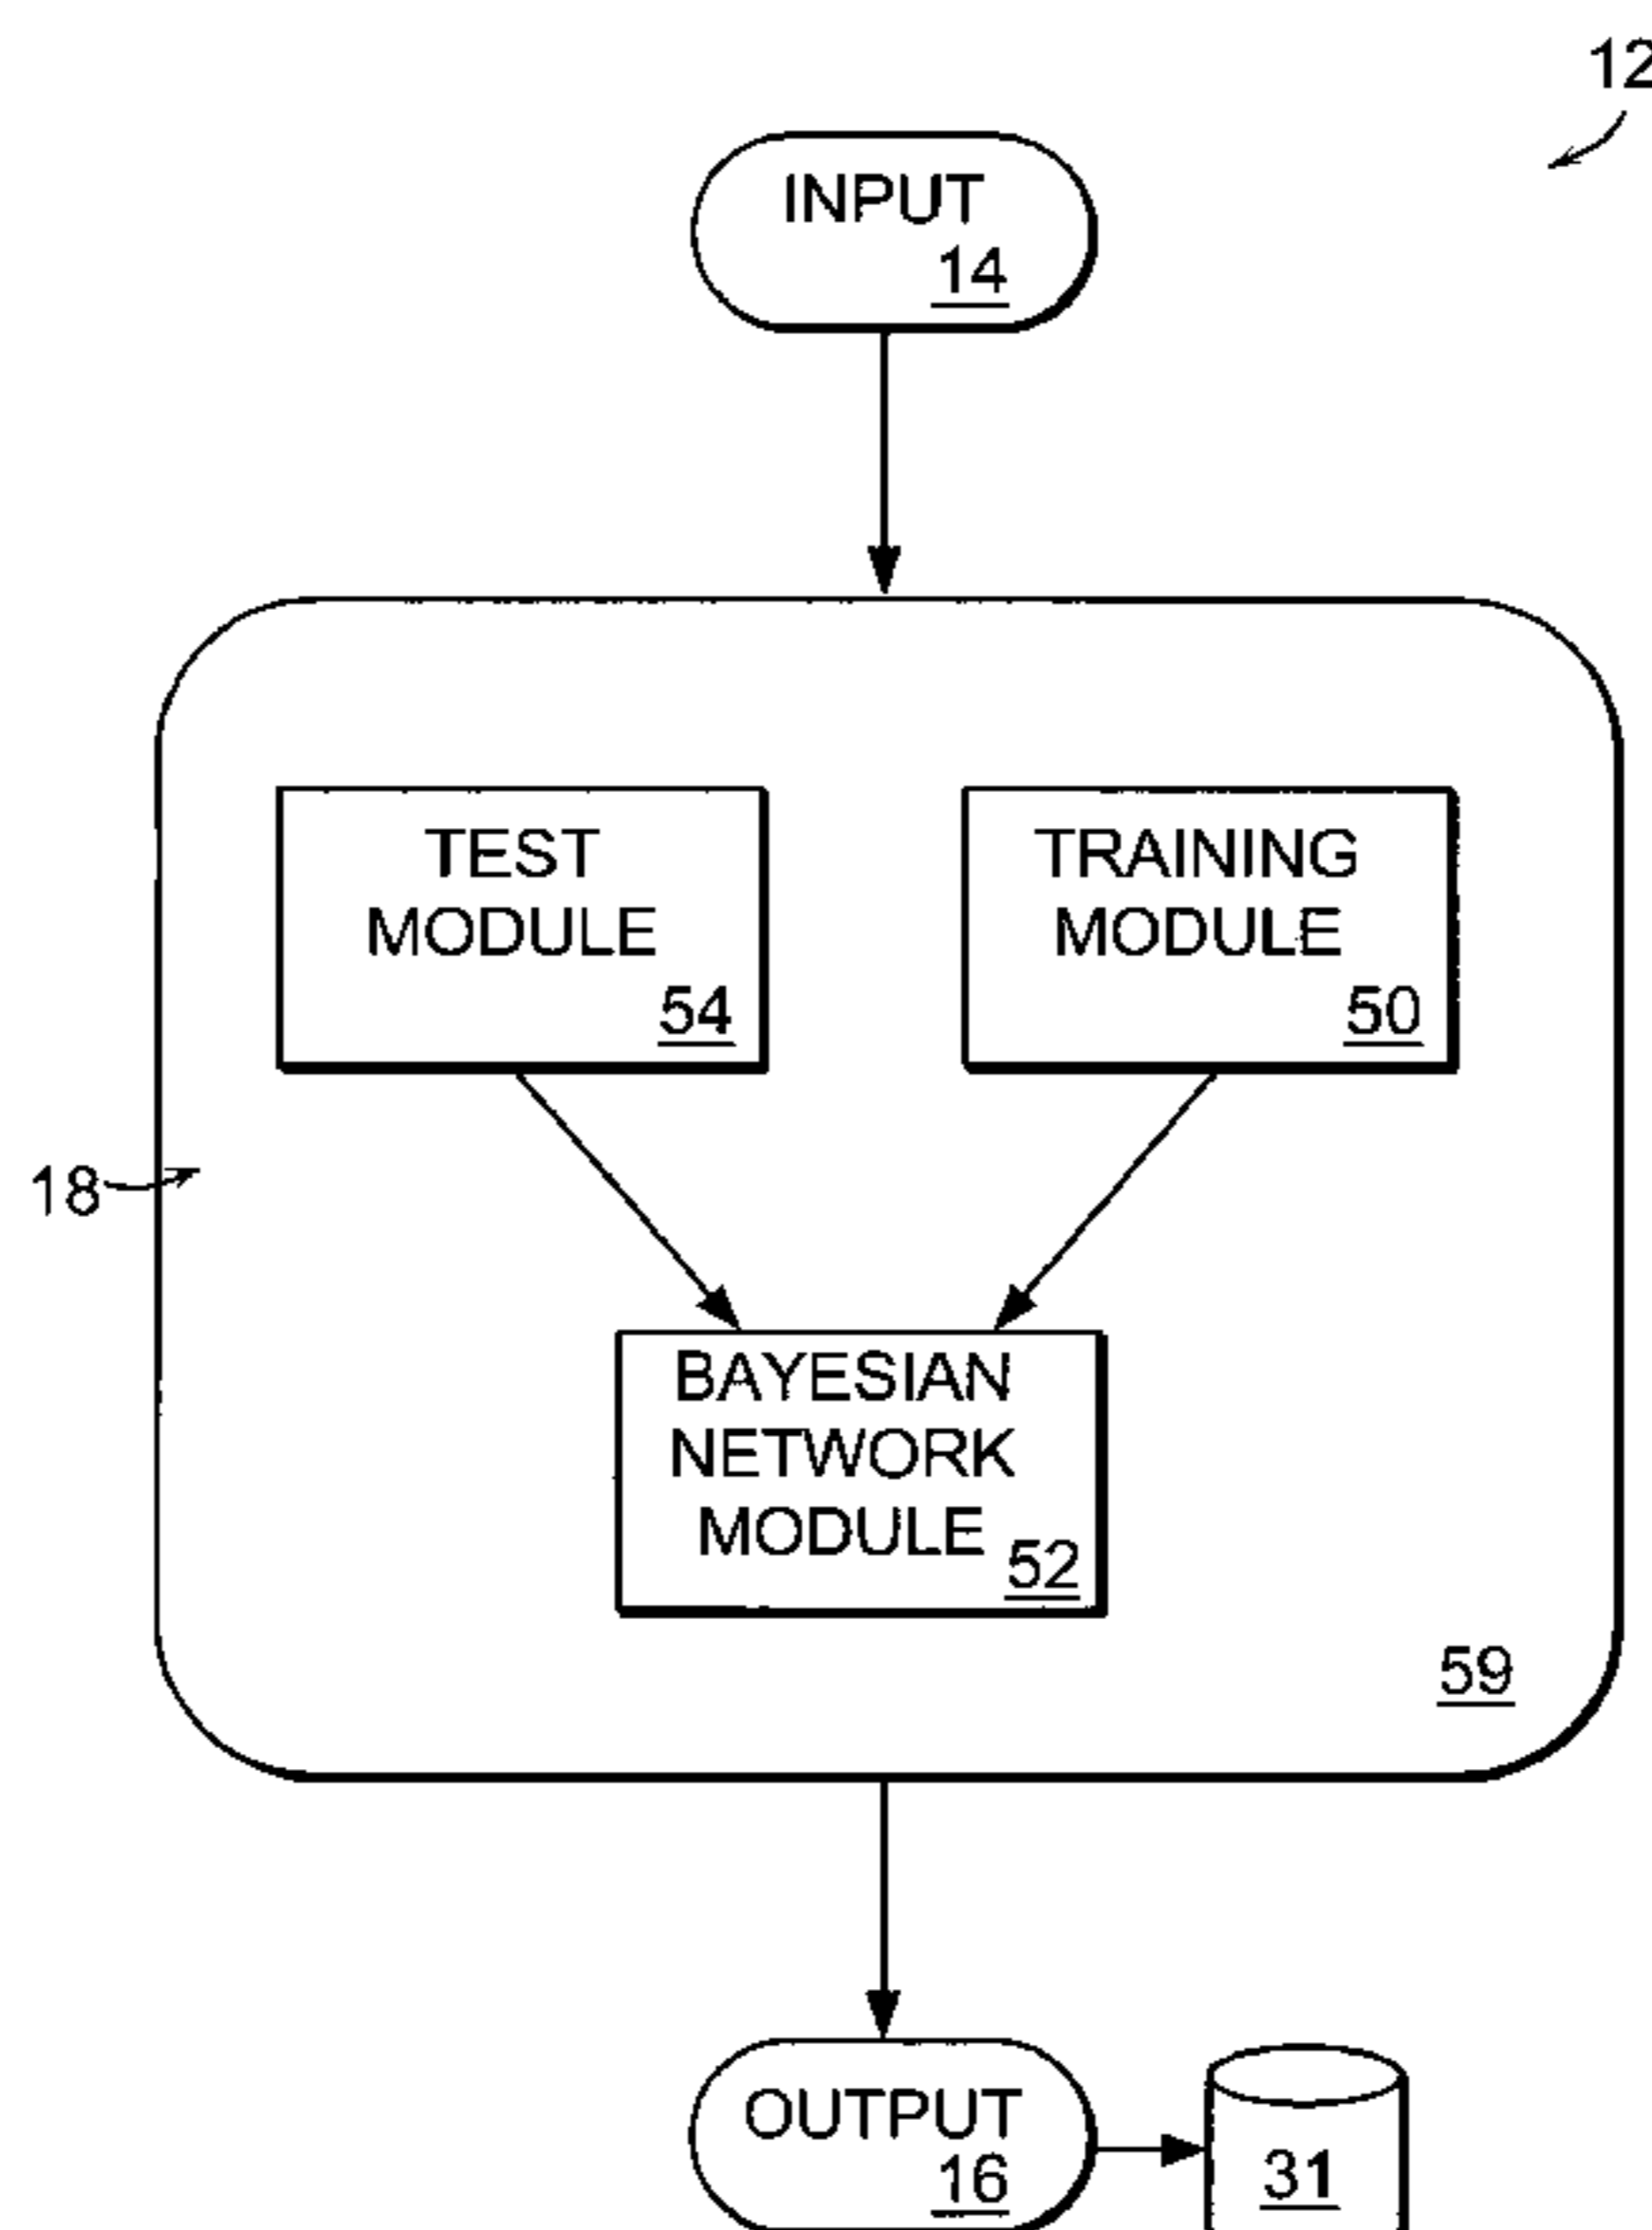 12
INPUT
14
TEST
MODULE
54
TRAINING
MODULE
50
18
BAYESIAN
NETWORK
MODULE
52
59
OUTPUT
16
31